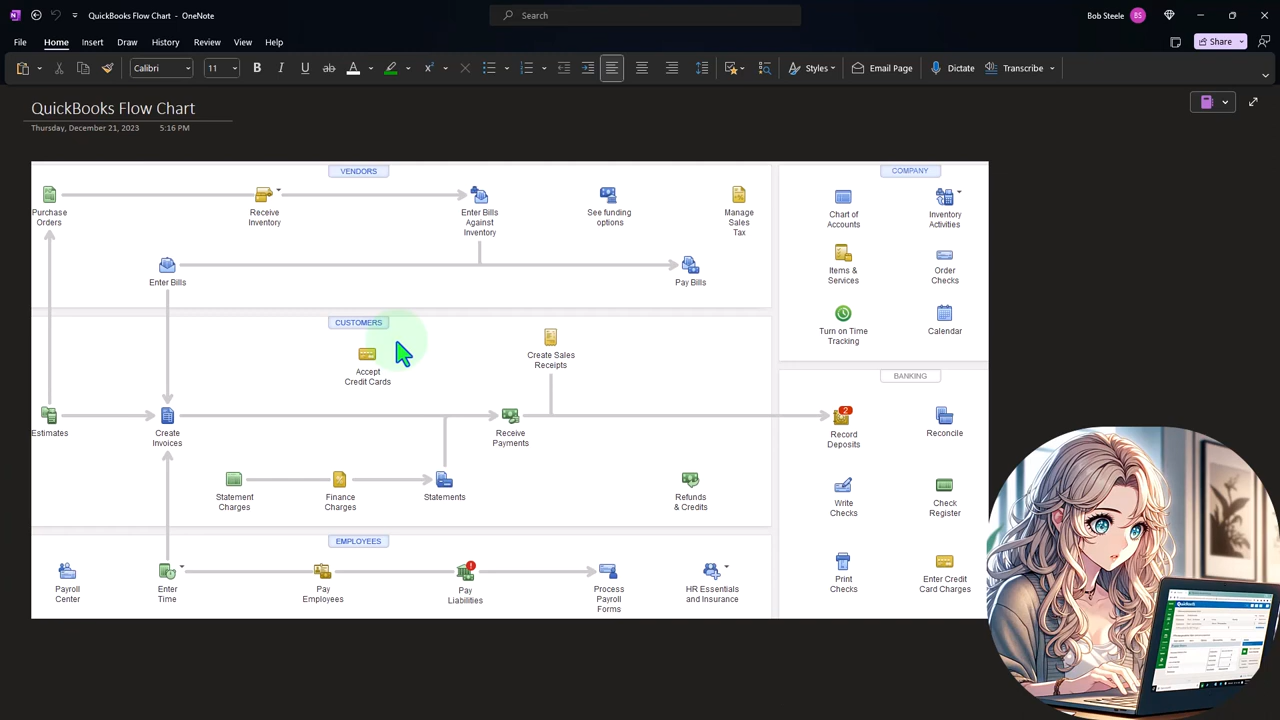 QuickBooks Flow Chart - OneNote
Search
Bob Steele
BS
File Home Insert Draw History Review View Help
Share
Calibri 11 B I U ab A Email Page Dictate Transcribe
Styles
QuickBooks Flow Chart
Thursday, December 21, 2023 5:16 PM
VENDORS
Purchase
Orders
Receive
Inventory
Enter Bills
Against
Inventory
See funding
options
Manage
Sales
Tax
Enter Bills
Pay Bills
CUSTOMERS
Accept
Credit Cards
Create Sales
Receipts
Estimates
Create
Invoices
Receive
Payments
Statement
Charges
Finance
Charges
Statements
Refunds
& Credits
EMPLOYEES
Payroll
Center
Enter
Time
Pay
Employees
Pay
Liabilities
Process
Payroll
Forms
HR Essentials
and Insurance
COMPANY
Chart of
Accounts
Inventory
Activities
Items &
Services
Order
Checks
Turn on Time
Tracking
Calendar
BANKING
2
Record
Deposits
Reconcile
Write
Checks
Check
Register
Print
Checks
Enter Credit
Card Charges
QuickBooks